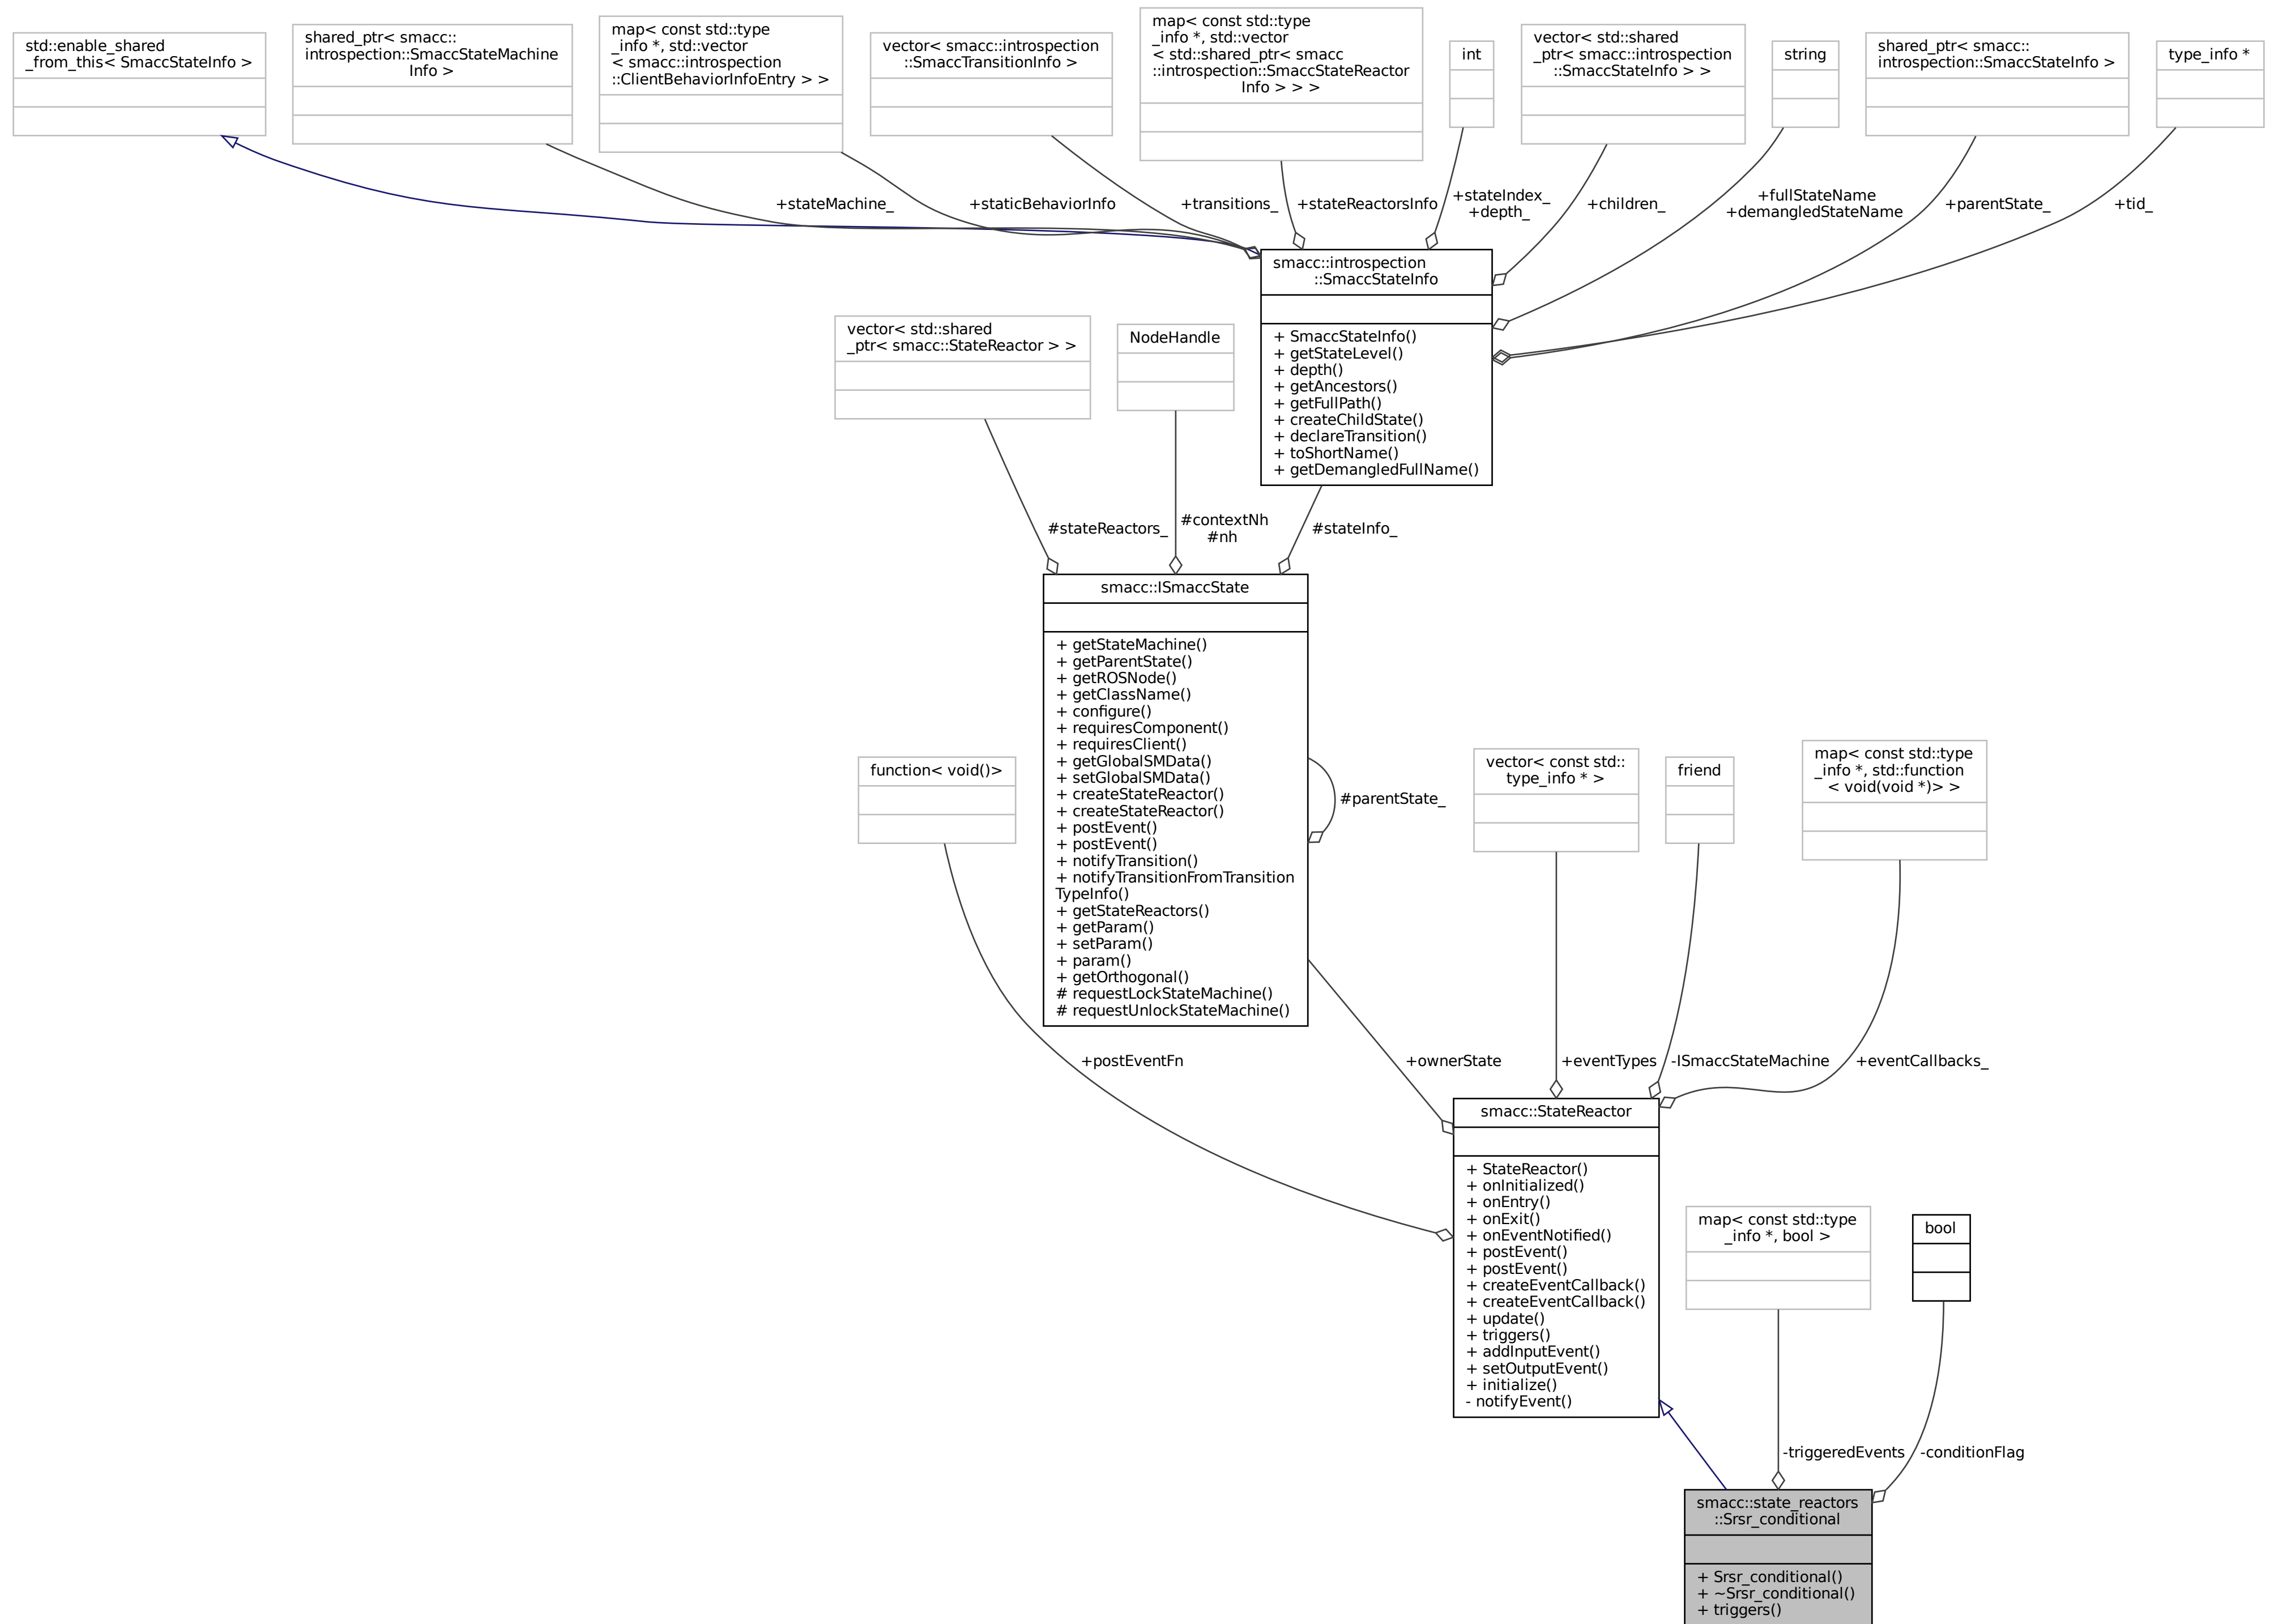 std::enable_shared
_from_this< SmaccStateInfo >
shared_ptr< smacc::
introspection::SmaccStateMachine
Info >
map< const std::type
_info *, std::vector
< smacc::introspection
::ClientBehaviorInfoEntry > >
vector< smacc::introspection
::SmaccTransitionInfo >
map< const std::type
_info *, std::vector
< std::shared_ptr< smacc
::introspection::SmaccStateReactor
Info > > >
int
vector< std::shared
_ptr< smacc::introspection
::SmaccStateInfo > >
string
shared_ptr< smacc::
introspection::SmaccStateInfo >
type_info *
+stateMachine_
+staticBehaviorInfo
+transitions_
+stateReactorsInfo
+stateIndex_
+depth_
+children_
+fullStateName
+demangledStateName
+parentState_
+tid_
smacc::introspection
::SmaccStateInfo
+ SmaccStateInfo()
+ getStateLevel()
+ depth()
+ getAncestors()
+ getFullPath()
+ createChildState()
+ declareTransition()
+ toShortName()
+ getDemangledFullName()
vector< std::shared
_ptr< smacc::StateReactor > >
NodeHandle
#stateReactors_
#contextNh
#nh
#stateInfo_
smacc::ISmaccState
+ getStateMachine()
+ getParentState()
+ getROSNode()
+ getClassName()
+ configure()
+ requiresComponent()
+ requiresClient()
+ getGlobalSMData()
+ setGlobalSMData()
+ createStateReactor()
+ createStateReactor()
+ postEvent()
+ postEvent()
+ notifyTransition()
+ notifyTransitionFromTransition
TypeInfo()
+ getStateReactors()
+ getParam()
+ setParam()
+ param()
+ getOrthogonal()
# requestLockStateMachine()
# requestUnlockStateMachine()
#parentState_
function< void()>
vector< const std::
type_info * >
friend
map< const std::type
_info *, std::function
< void(void *)> >
+postEventFn
+ownerState
+eventTypes
-ISmaccStateMachine
+eventCallbacks_
smacc::StateReactor
+ StateReactor()
+ onInitialized()
+ onEntry()
+ onExit()
+ onEventNotified()
+ postEvent()
+ postEvent()
+ createEventCallback()
+ createEventCallback()
+ update()
+ triggers()
+ addInputEvent()
+ setOutputEvent()
+ initialize()
- notifyEvent()
map< const std::type
_info *, bool >
bool
-triggeredEvents
-conditionFlag
smacc::state_reactors
::Srsr_conditional
+ Srsr_conditional()
+ ~Srsr_conditional()
+ triggers()